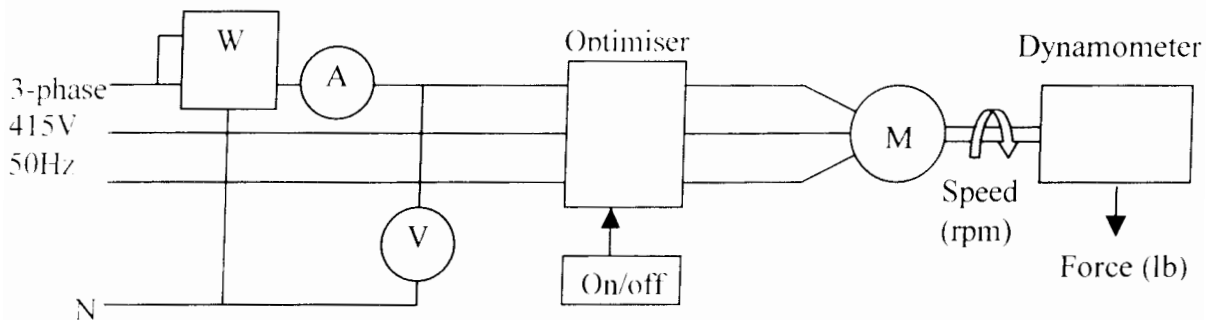 W
Optimiser
Dynamometer
A
3-phase
415V
50Hz
M
Speed
(rpm)
V
On/off
Force (lb)
N